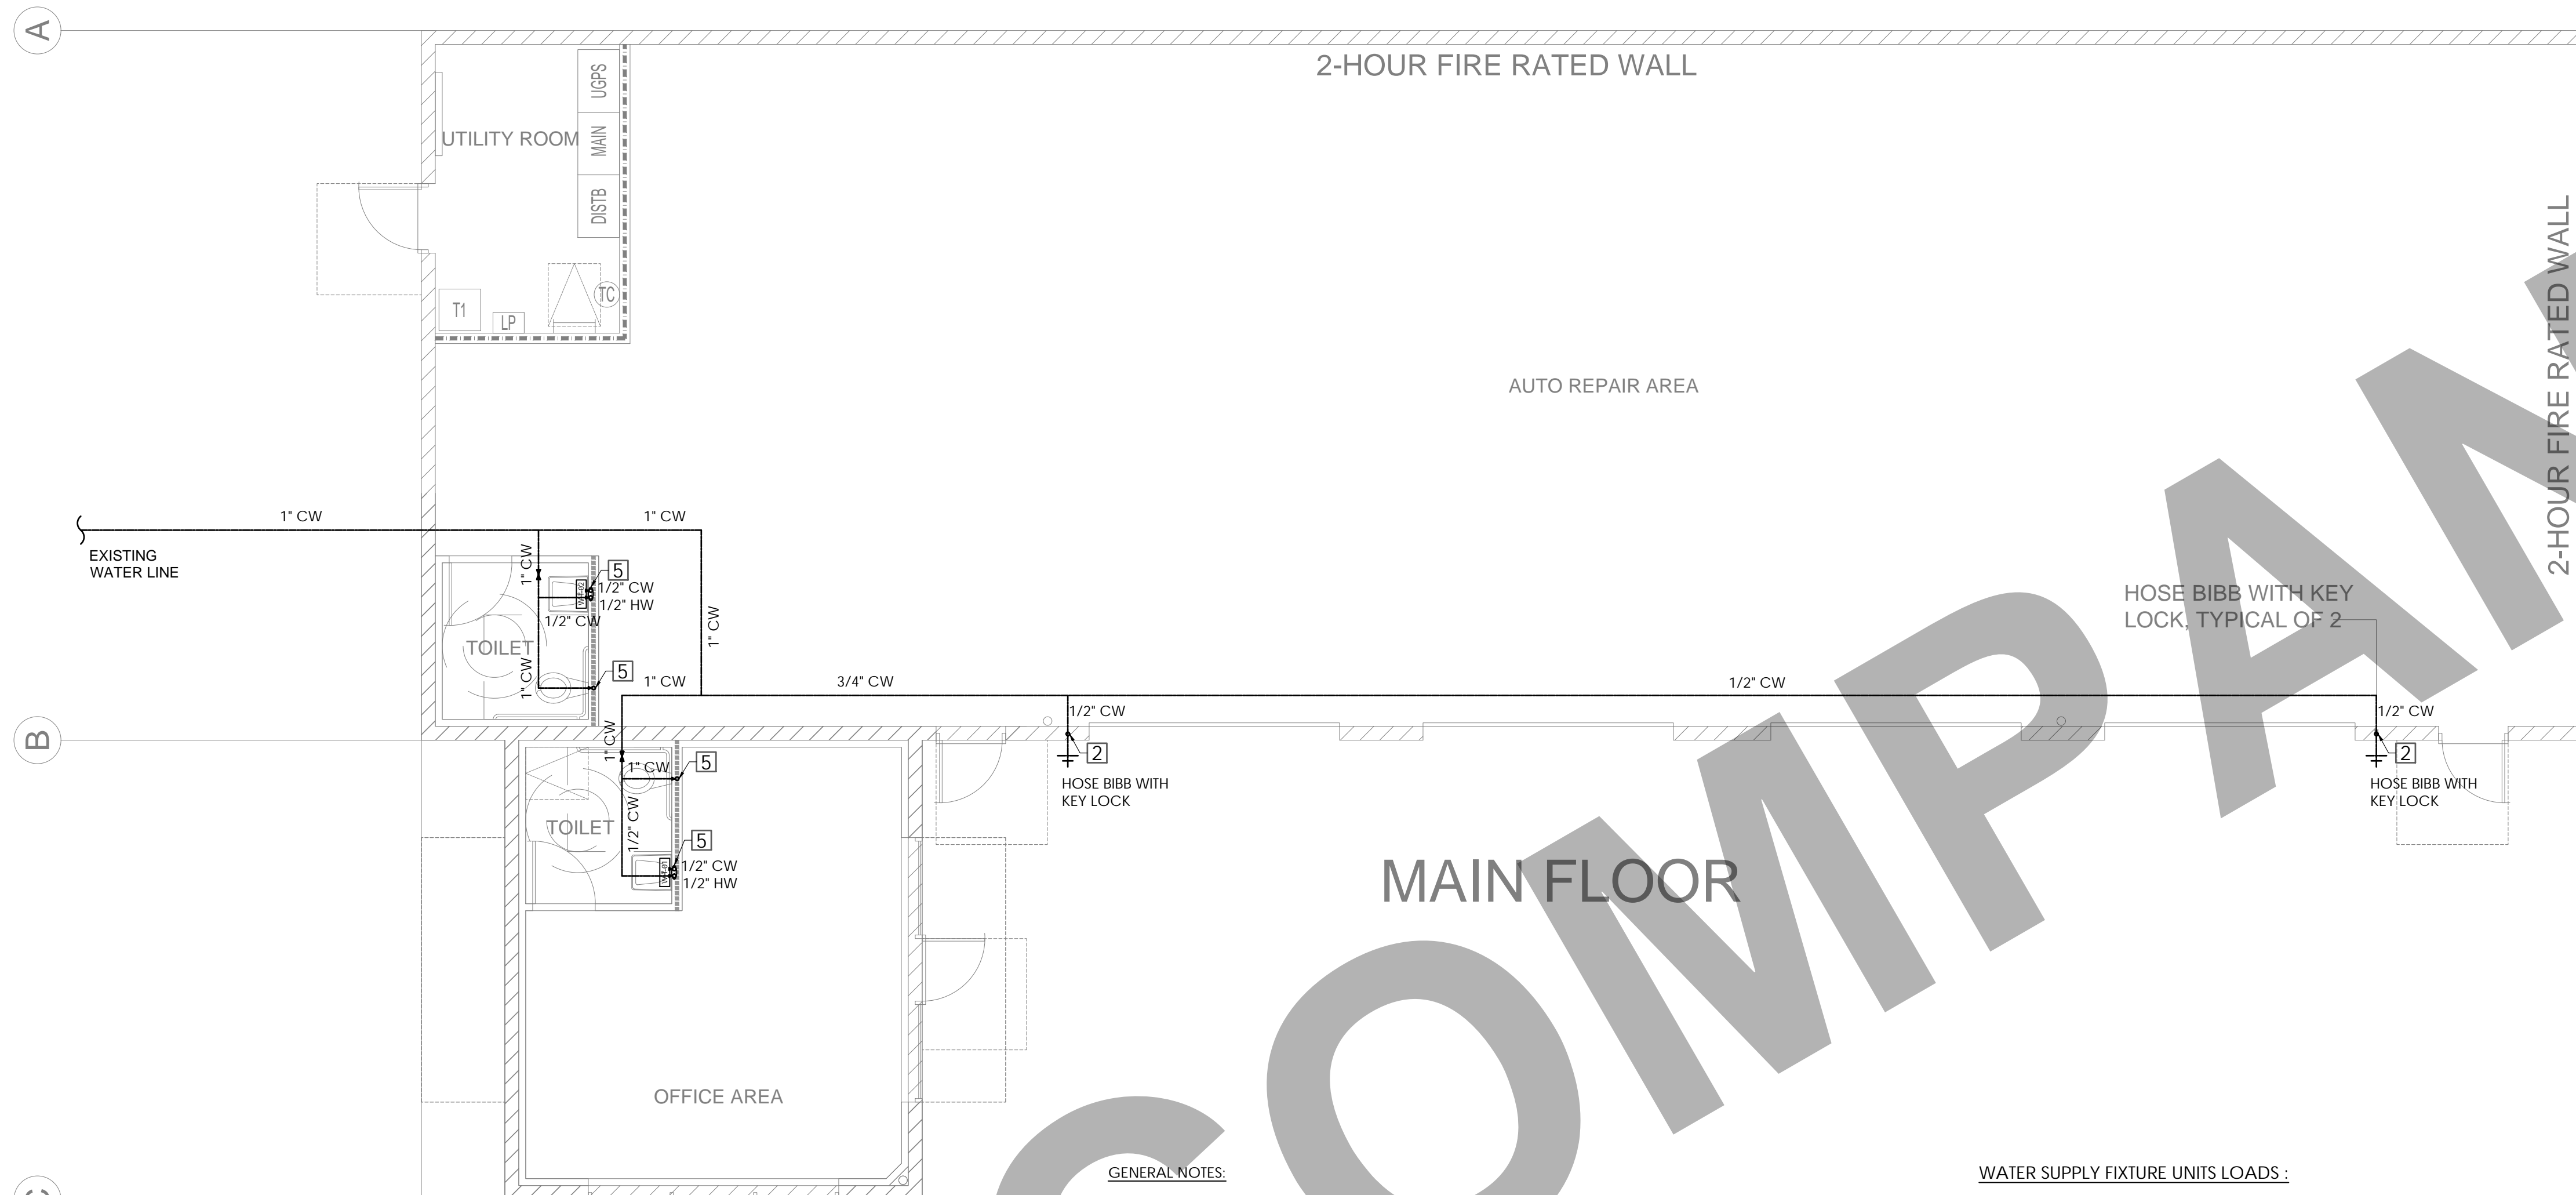 A
2-HOUR FIRE RATED WALL
UGPS
MAIN
DISTB
UTILITY ROOM
T1
LP
TC
2-HOUR FIRE RATED WALL
AUTO REPAIR AREA
1" CW
1" CW
EXISTING
WATER LINE
1" CW
5
1/2" CW
1/2" HW
1/2" CW
TOILET
1" CW
5
1" CW
1" CW
3/4" CW
1/2" CW
HOSE BIBB WITH KEY
LOCK, TYPICAL OF 2
B
1" CW
1/2" CW
2
HOSE BIBB WITH
KEY LOCK
1/2" CW
2
HOSE BIBB WITH
KEY LOCK
1" CW
5
TOILET
1/2" CW
5
1/2" CW
1/2" HW
MAIN FLOOR
OFFICE AREA
COMPAN
GENERAL NOTES:
WATER SUPPLY FIXTURE UNITS LOADS :